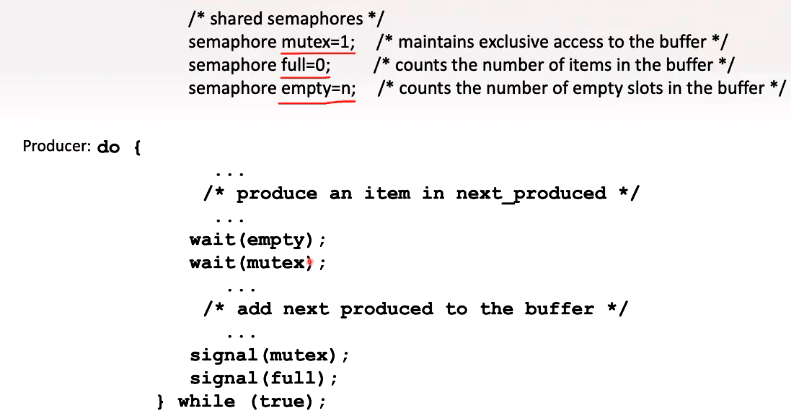 /* shared semaphores */
semaphore mutex=1; /* maintains exclusive access to the buffer */
semaphore full=0; /* counts the number of items in the buffer */
semaphore empty=n; /* counts the number of empty slots in the buffer */
Producer: do {
...
/* produce an item in next_produced */
...
wait(empty);
wait(mutex);
...
/* add next produced to the buffer */
...
signal(mutex);
signal(full);
} while (true);